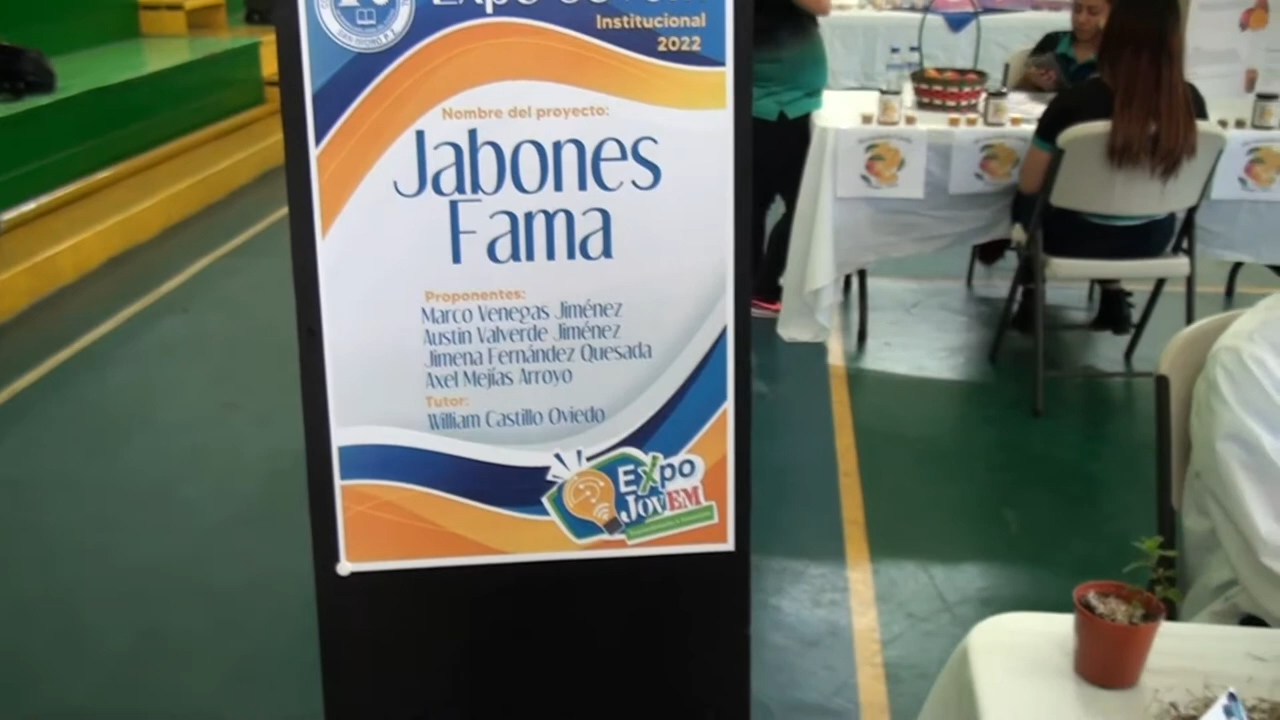 Institucional
2022
Nombre del proyecto:
Jabones
Fama
Proponentes:
Marco Venegas Jiménez
Austin Valverde Jiménez
Jimena Fernández Quesada
Axel Mejías Arroyo
Tutor:
William Castillo Oviedo
Expo
JovEM